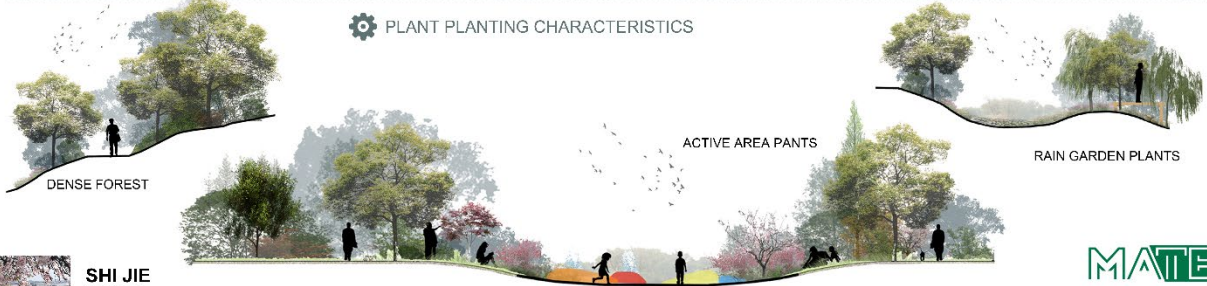 PLANT PLANTING CHARACTERISTICS
ACTIVE AREA PANTS
RAIN GARDEN PLANTS
DENSE FOREST
SHI JIE
MATE